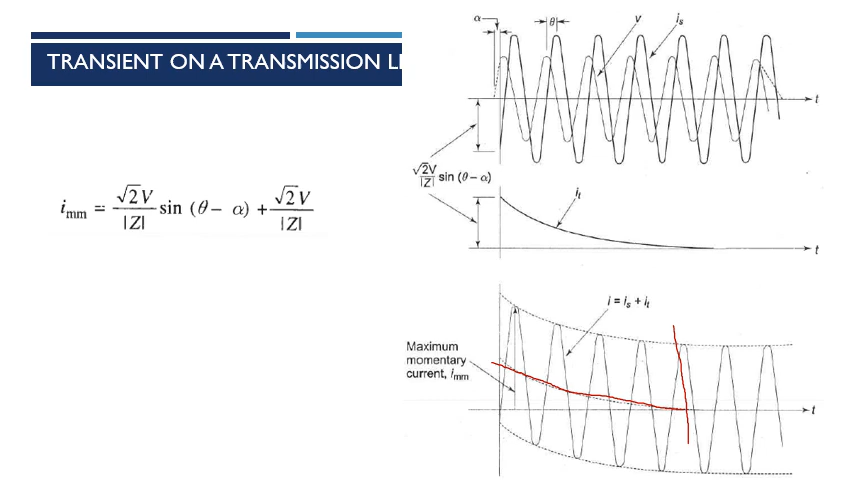 TRANSIENT ON A TRANSMISSION LI
i_mm = √2V/|Z| sin (θ – α) + √2V/|Z|
α
θ
v
i_s
t
√2V/|Z| sin (θ – α)
i_t
t
i = i_s + i_t
Maximum
momentary
current, i_mm
t